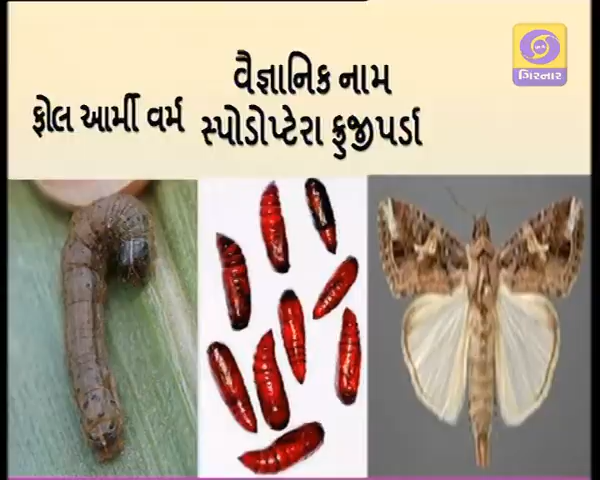 વૈજ્ઞાનિક નામ
ફોલ આર્મી વર્મ
સ્પોડોપ્ટેરા ફ્રુજીપર્ડા
ગિરનાર